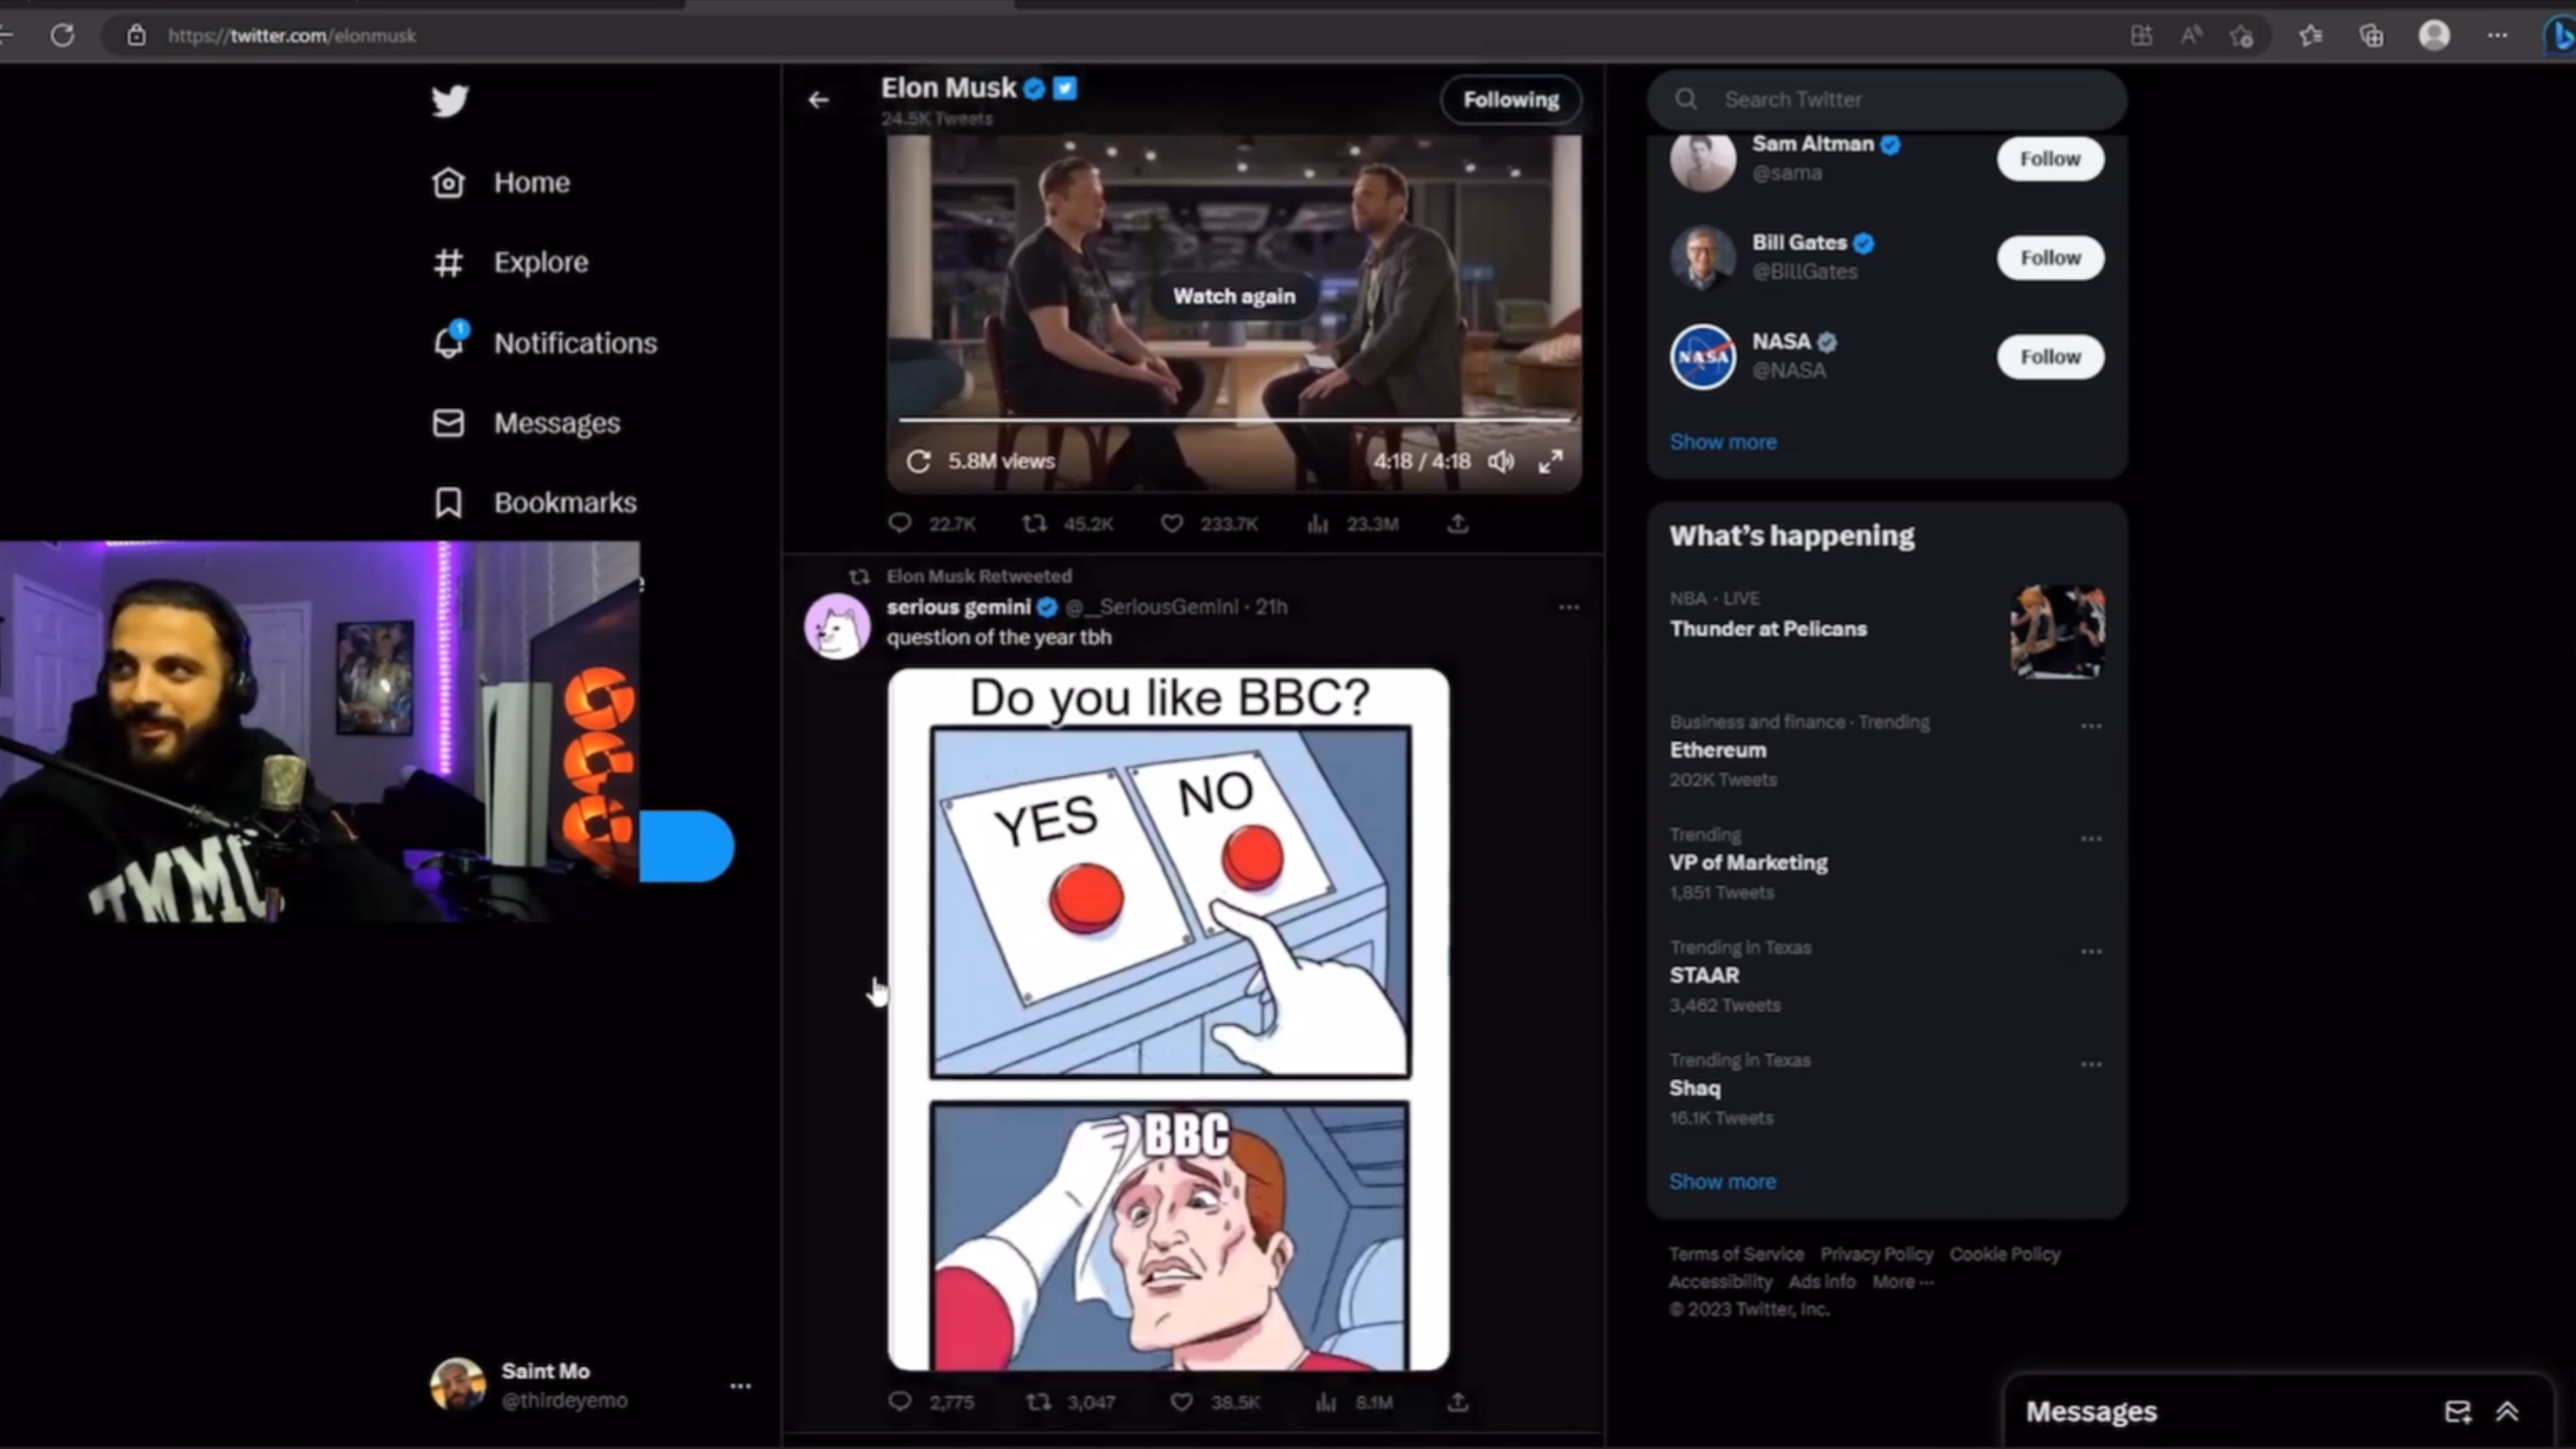 https://twitter.com/elonmusk
Home
Explore
1
Notifications
Messages
Bookmarks
Saint Mo
@thirdeyemo
Elon Musk
24.5K Tweets
Following
Watch again
5.8M views
4:18 / 4:18
22.7K 45.2K 233.7K 23.3M
Elon Musk Retweeted
serious gemini @__SeriousGemini · 21h
question of the year tbh
Do you like BBC?
YES
NO
BBC
2,775 3,047 38.5K 8.1M
Search Twitter
Sam Altman
@sama
Follow
Bill Gates
@BillGates
Follow
NASA
NASA
@NASA
Follow
Show more
What's happening
NBA · LIVE
Thunder at Pelicans
Business and finance · Trending
Ethereum
202K Tweets
Trending
VP of Marketing
1,851 Tweets
Trending in Texas
STAAR
3,462 Tweets
Trending in Texas
Shaq
16.1K Tweets
Show more
Terms of Service Privacy Policy Cookie Policy
Accessibility Ads info More ···
© 2023 Twitter, Inc.
Messages